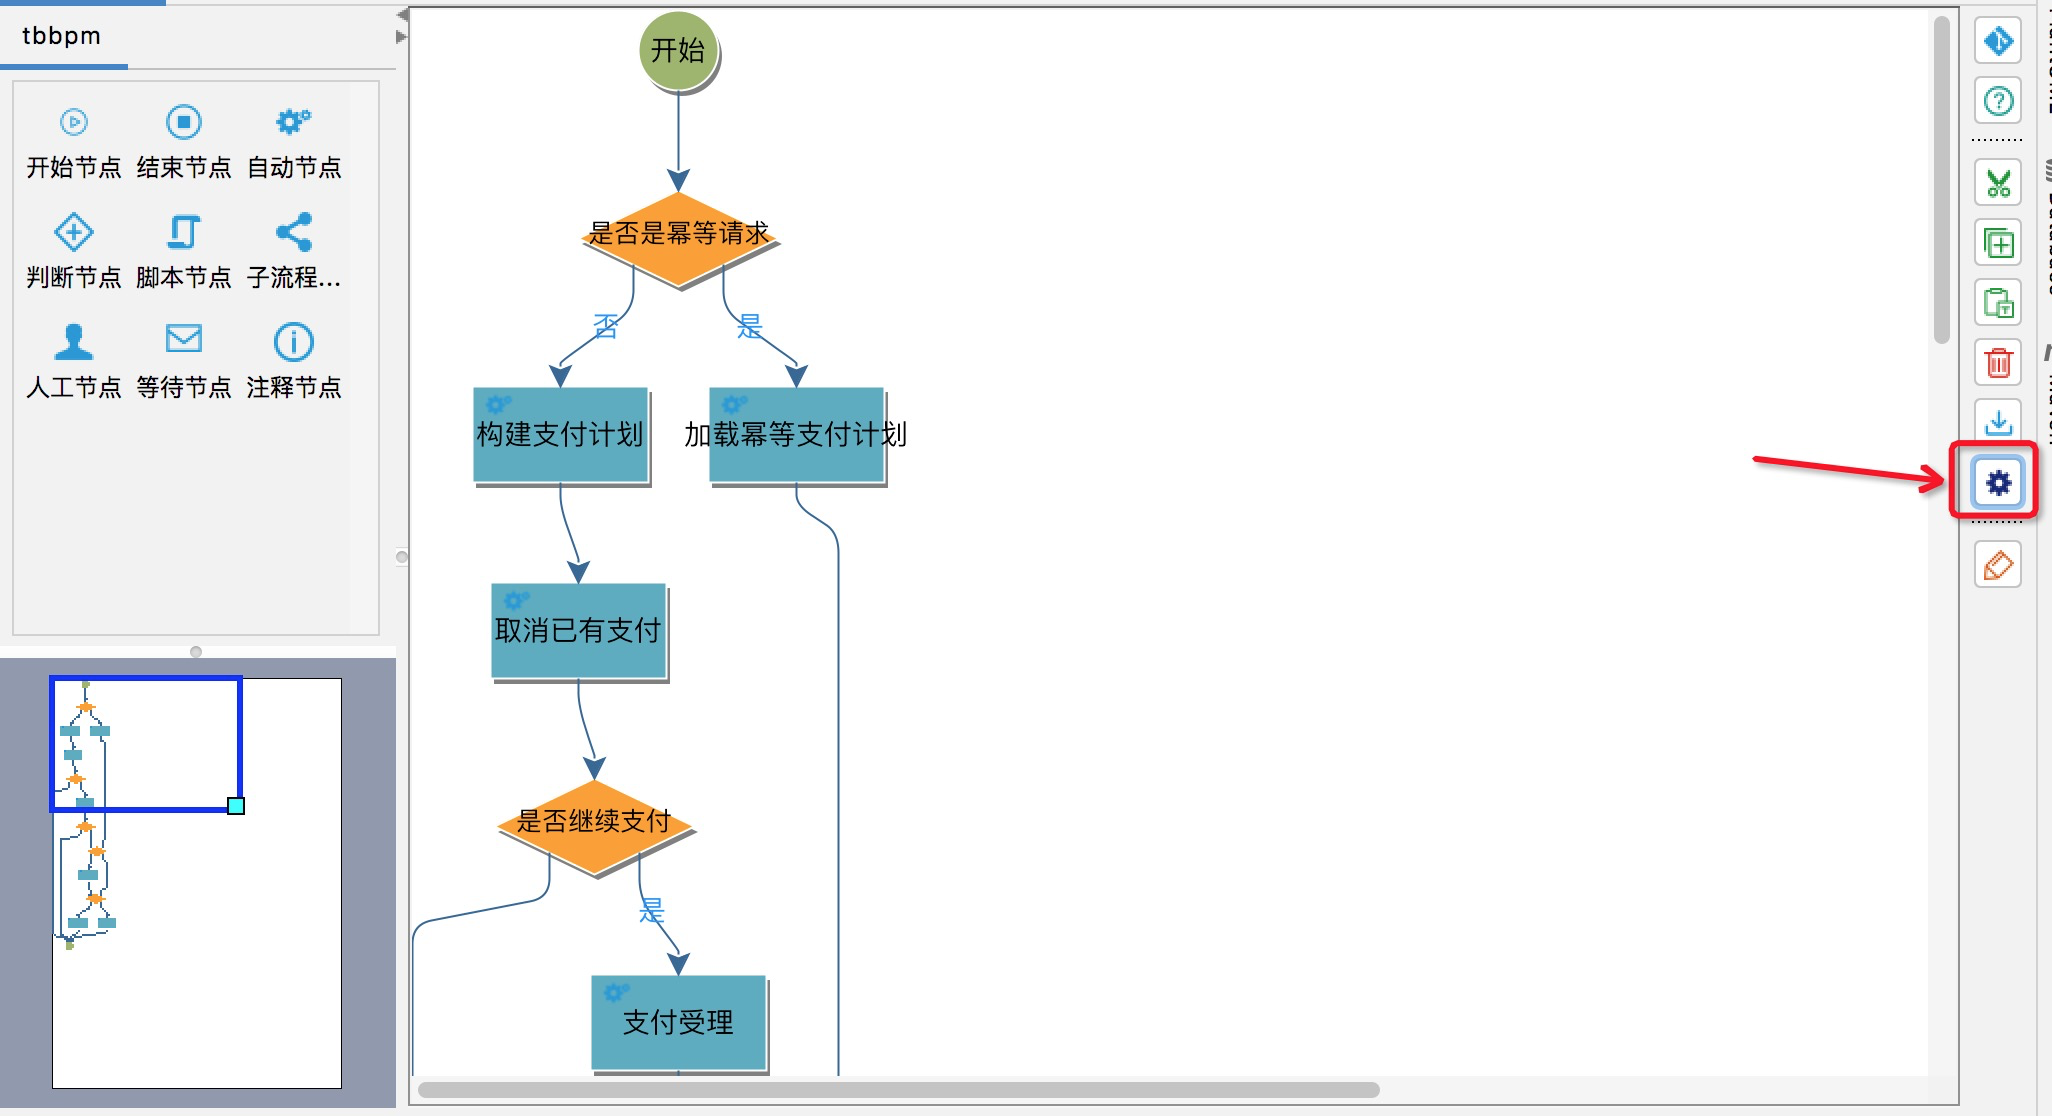 tbbpm
开始节点 结束节点 自动节点
判断节点 脚本节点 子流程...
人工节点 等待节点 注释节点
开始
是否是幂等请求
否 是
构建支付计划 加载幂等支付计划
取消已有支付
是否继续支付
是
支付受理